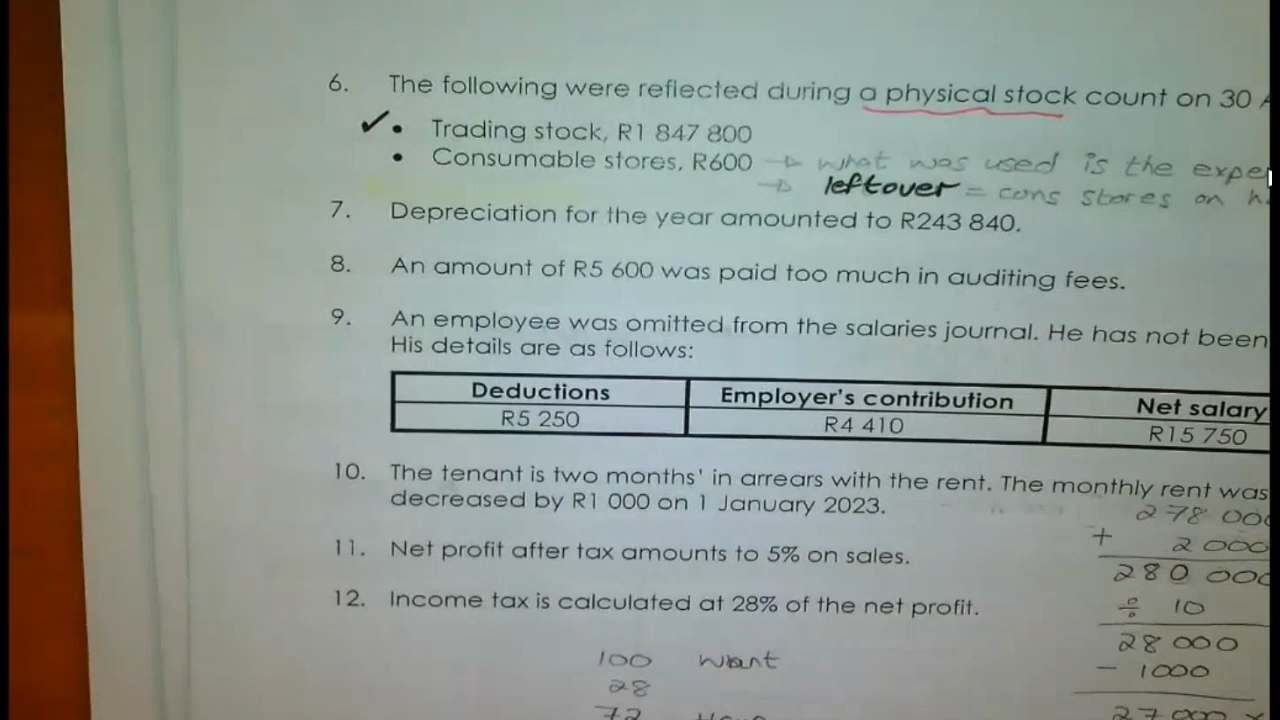 6. The following were reflected during a physical stock count on 30
• Trading stock, R1 847 800
• Consumable stores, R600 → what was used is the
→ leftover = cons stores on
7. Depreciation for the year amounted to R243 840.
8. An amount of R5 600 was paid too much in auditing fees.
9. An employee was omitted from the salaries journal. He has not been
His details are as follows:
Deductions Employer's contribution Net salary
R5 250 R4 410 R15 750
10. The tenant is two months' in arrears with the rent. The monthly rent was
decreased by R1 000 on 1 January 2023.
278 000
+ 2 000
11. Net profit after tax amounts to 5% on sales.
280 000
12. Income tax is calculated at 28% of the net profit.
÷ 10
28 000
100 want
- 1000
28
72
27 000